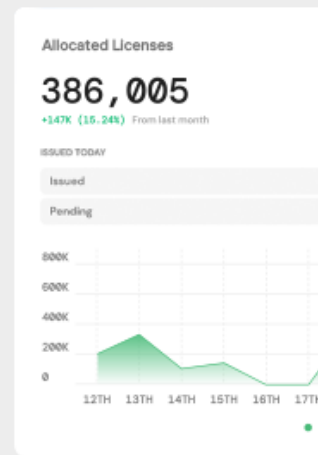 Allocated Licenses
386,005
+147K (15.24%) From last month
ISSUED TODAY
Issued
Pending
800K
600K
400K
200K
0
12TH 13TH 14TH 15TH 16TH 17TH